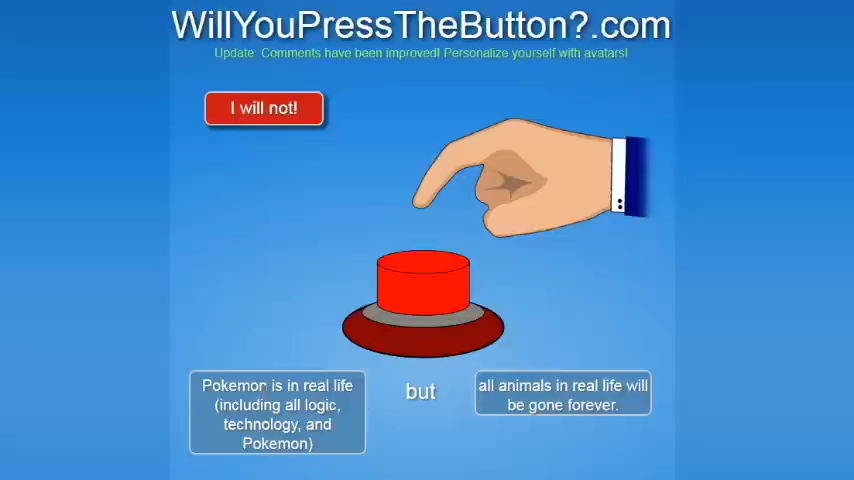 WillYouPressTheButton?.com
Update: Comments have been improved! Personalize yourself with avatars!
I will not!
Pokemon is in real life
(including all logic,
technology, and
Pokemon)
but
all animals in real life will
be gone forever.